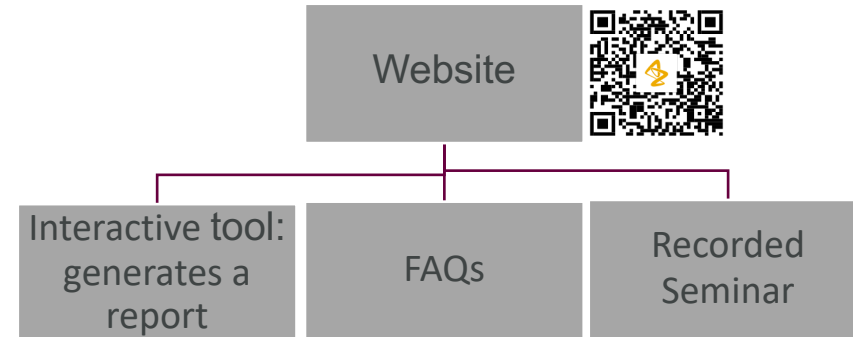 Website
Interactive tool:
generates a
report
FAQs
Recorded
Seminar